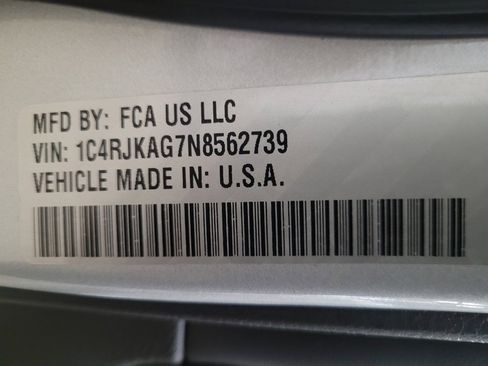 MFD BY: FCA US LLC
VIN: 1C4RJKAG7N8562739
VEHICLE MADE IN: U.S.A.